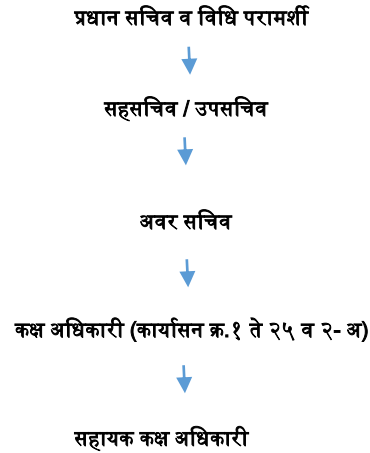 प्रधान सचिव व विधि परामर्शी
सहसचिव / उपसचिव
अवर सचिव
कक्ष अधिकारी (कार्यासन क्र.१ ते २५ व २- अ)
सहायक कक्ष अधिकारी